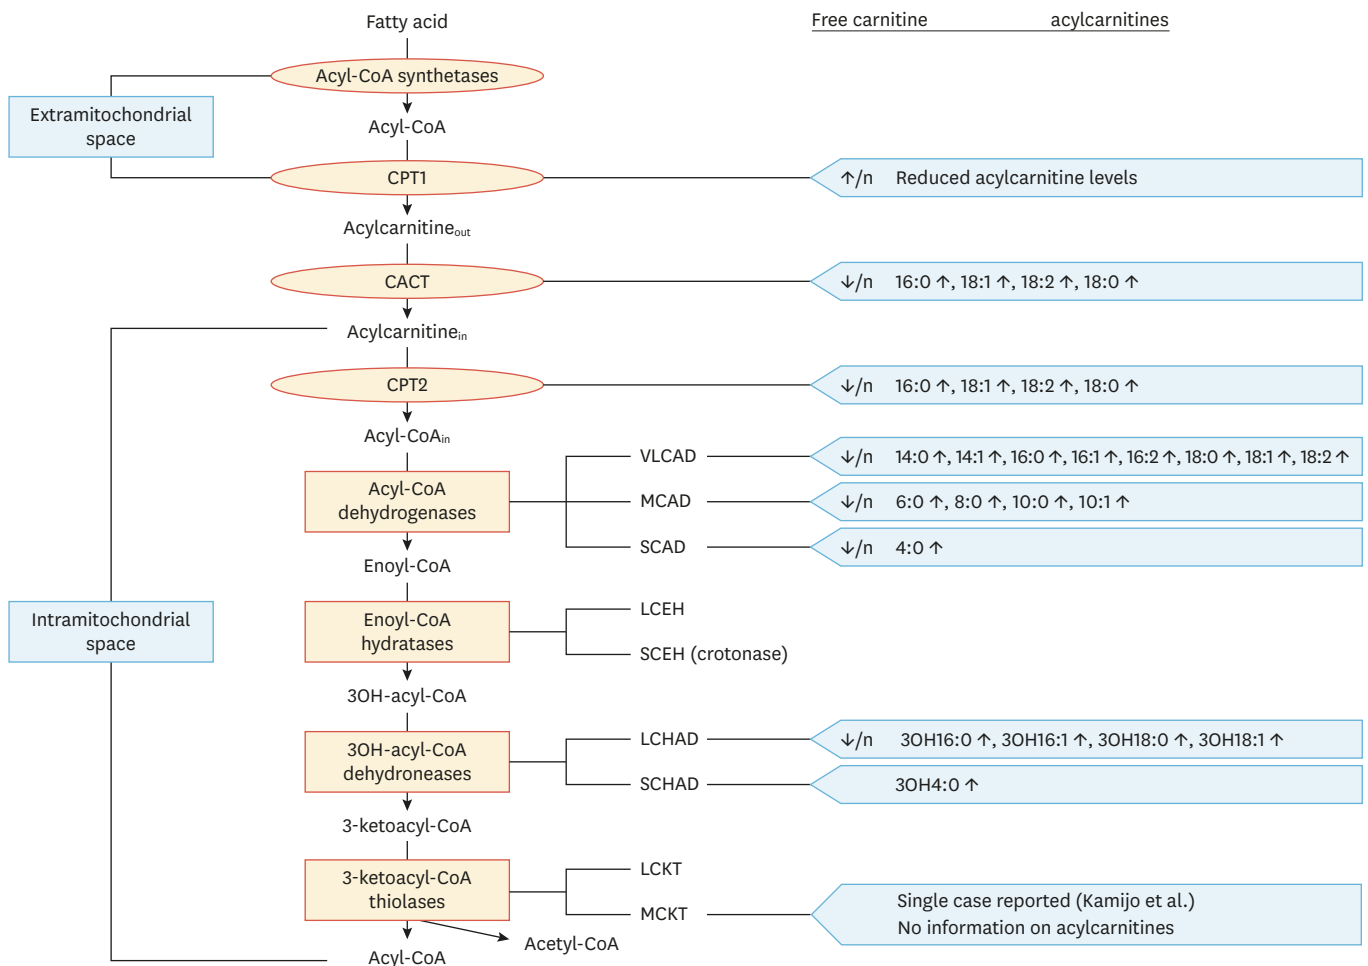 Fatty acid
Free carnitine acylcarnitines
Acyl-CoA synthetases
Extramitochondrial
space
Acyl-CoA
CPT1
↑/n Reduced acylcarnitine levels
Acylcarnitineout
CACT
↓/n 16:0 ↑, 18:1 ↑, 18:2 ↑, 18:0 ↑
Acylcarnitinein
CPT2
↓/n 16:0 ↑, 18:1 ↑, 18:2 ↑, 18:0 ↑
Acyl-CoAin
VLCAD
↓/n 14:0 ↑, 14:1 ↑, 16:0 ↑, 16:1 ↑, 16:2 ↑, 18:0 ↑, 18:1 ↑, 18:2 ↑
Acyl-CoA
dehydrogenases
MCAD
↓/n 6:0 ↑, 8:0 ↑, 10:0 ↑, 10:1 ↑
SCAD
↓/n 4:0 ↑
Enoyl-CoA
Intramitochondrial
space
Enoyl-CoA
hydratases
LCEH
SCEH (crotonase)
3OH-acyl-CoA
3OH-acyl-CoA
dehydroneases
LCHAD
↓/n 3OH16:0 ↑, 3OH16:1 ↑, 3OH18:0 ↑, 3OH18:1 ↑
SCHAD
3OH4:0 ↑
3-ketoacyl-CoA
3-ketoacyl-CoA
thiolases
LCKT
MCKT
Single case reported (Kamijo et al.)
No information on acylcarnitines
Acetyl-CoA
Acyl-CoA